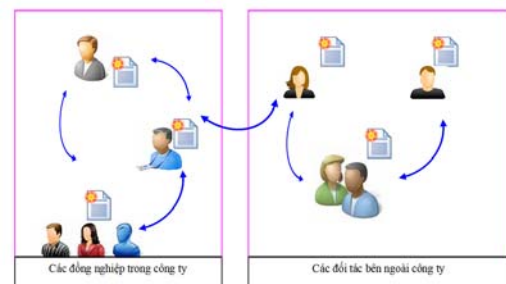 Các đồng nghiệp trong công ty
Các đối tác bên ngoài công ty